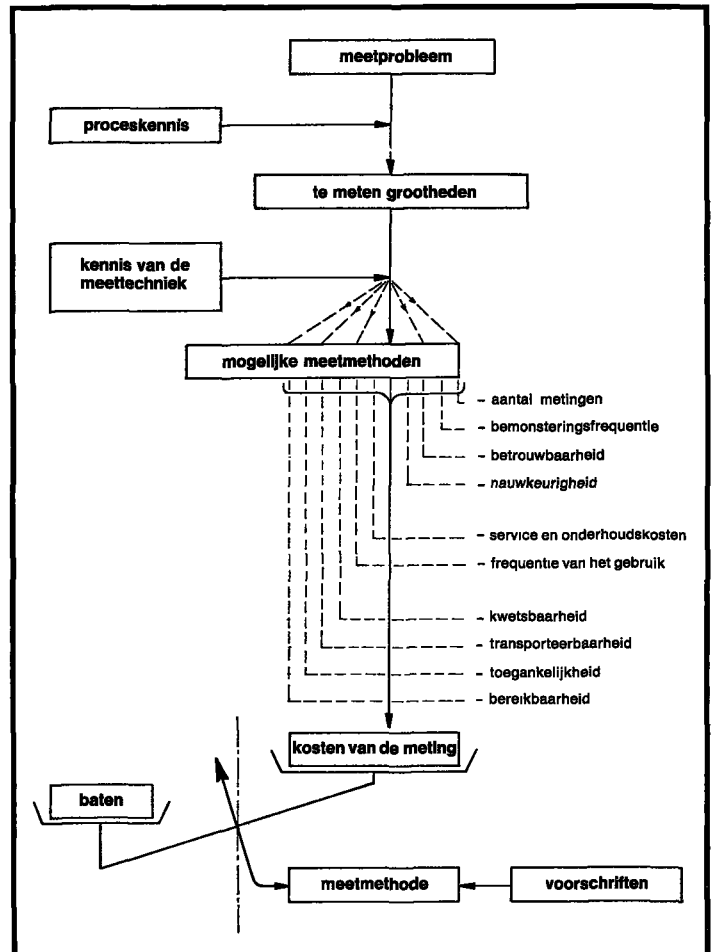 meetprobleem
proceskennis
te meten grootheden
kennis van de
meettechniek
mogelijke meetmethoden
- aantal metingen
- bemonsteringsfrequentie
- betrouwbaarheid
- nauwkeurigheid
- service en onderhoudskosten
- frequentie van het gebruik
- kwetsbaarheid
- transporteerbaarheid
- toegankelijkheid
- bereikbaarheid
kosten van de meting
baten
meetmethode
voorschriften